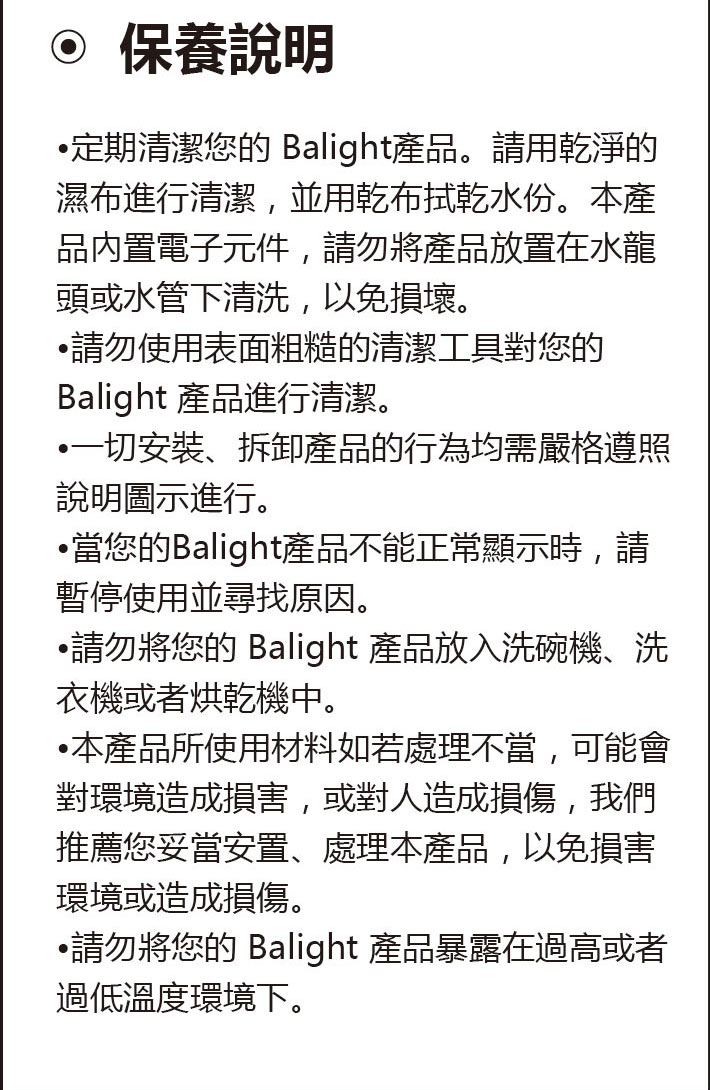 ◉ 保養說明
•定期清潔您的 Balight產品。請用乾淨的
濕布進行清潔，並用乾布拭乾水份。本產
品內置電子元件，請勿將產品放置在水龍
頭或水管下清洗，以免損壞。
•請勿使用表面粗糙的清潔工具對您的
Balight 產品進行清潔。
•一切安裝、拆卸產品的行為均需嚴格遵照
說明圖示進行。
•當您的Balight產品不能正常顯示時，請
暫停使用並尋找原因。
•請勿將您的 Balight 產品放入洗碗機、洗
衣機或者烘乾機中。
•本產品所使用材料如若處理不當，可能會
對環境造成損害，或對人造成損傷，我們
推薦您妥當安置、處理本產品，以免損害
環境或造成損傷。
•請勿將您的 Balight 產品暴露在過高或者
過低溫度環境下。